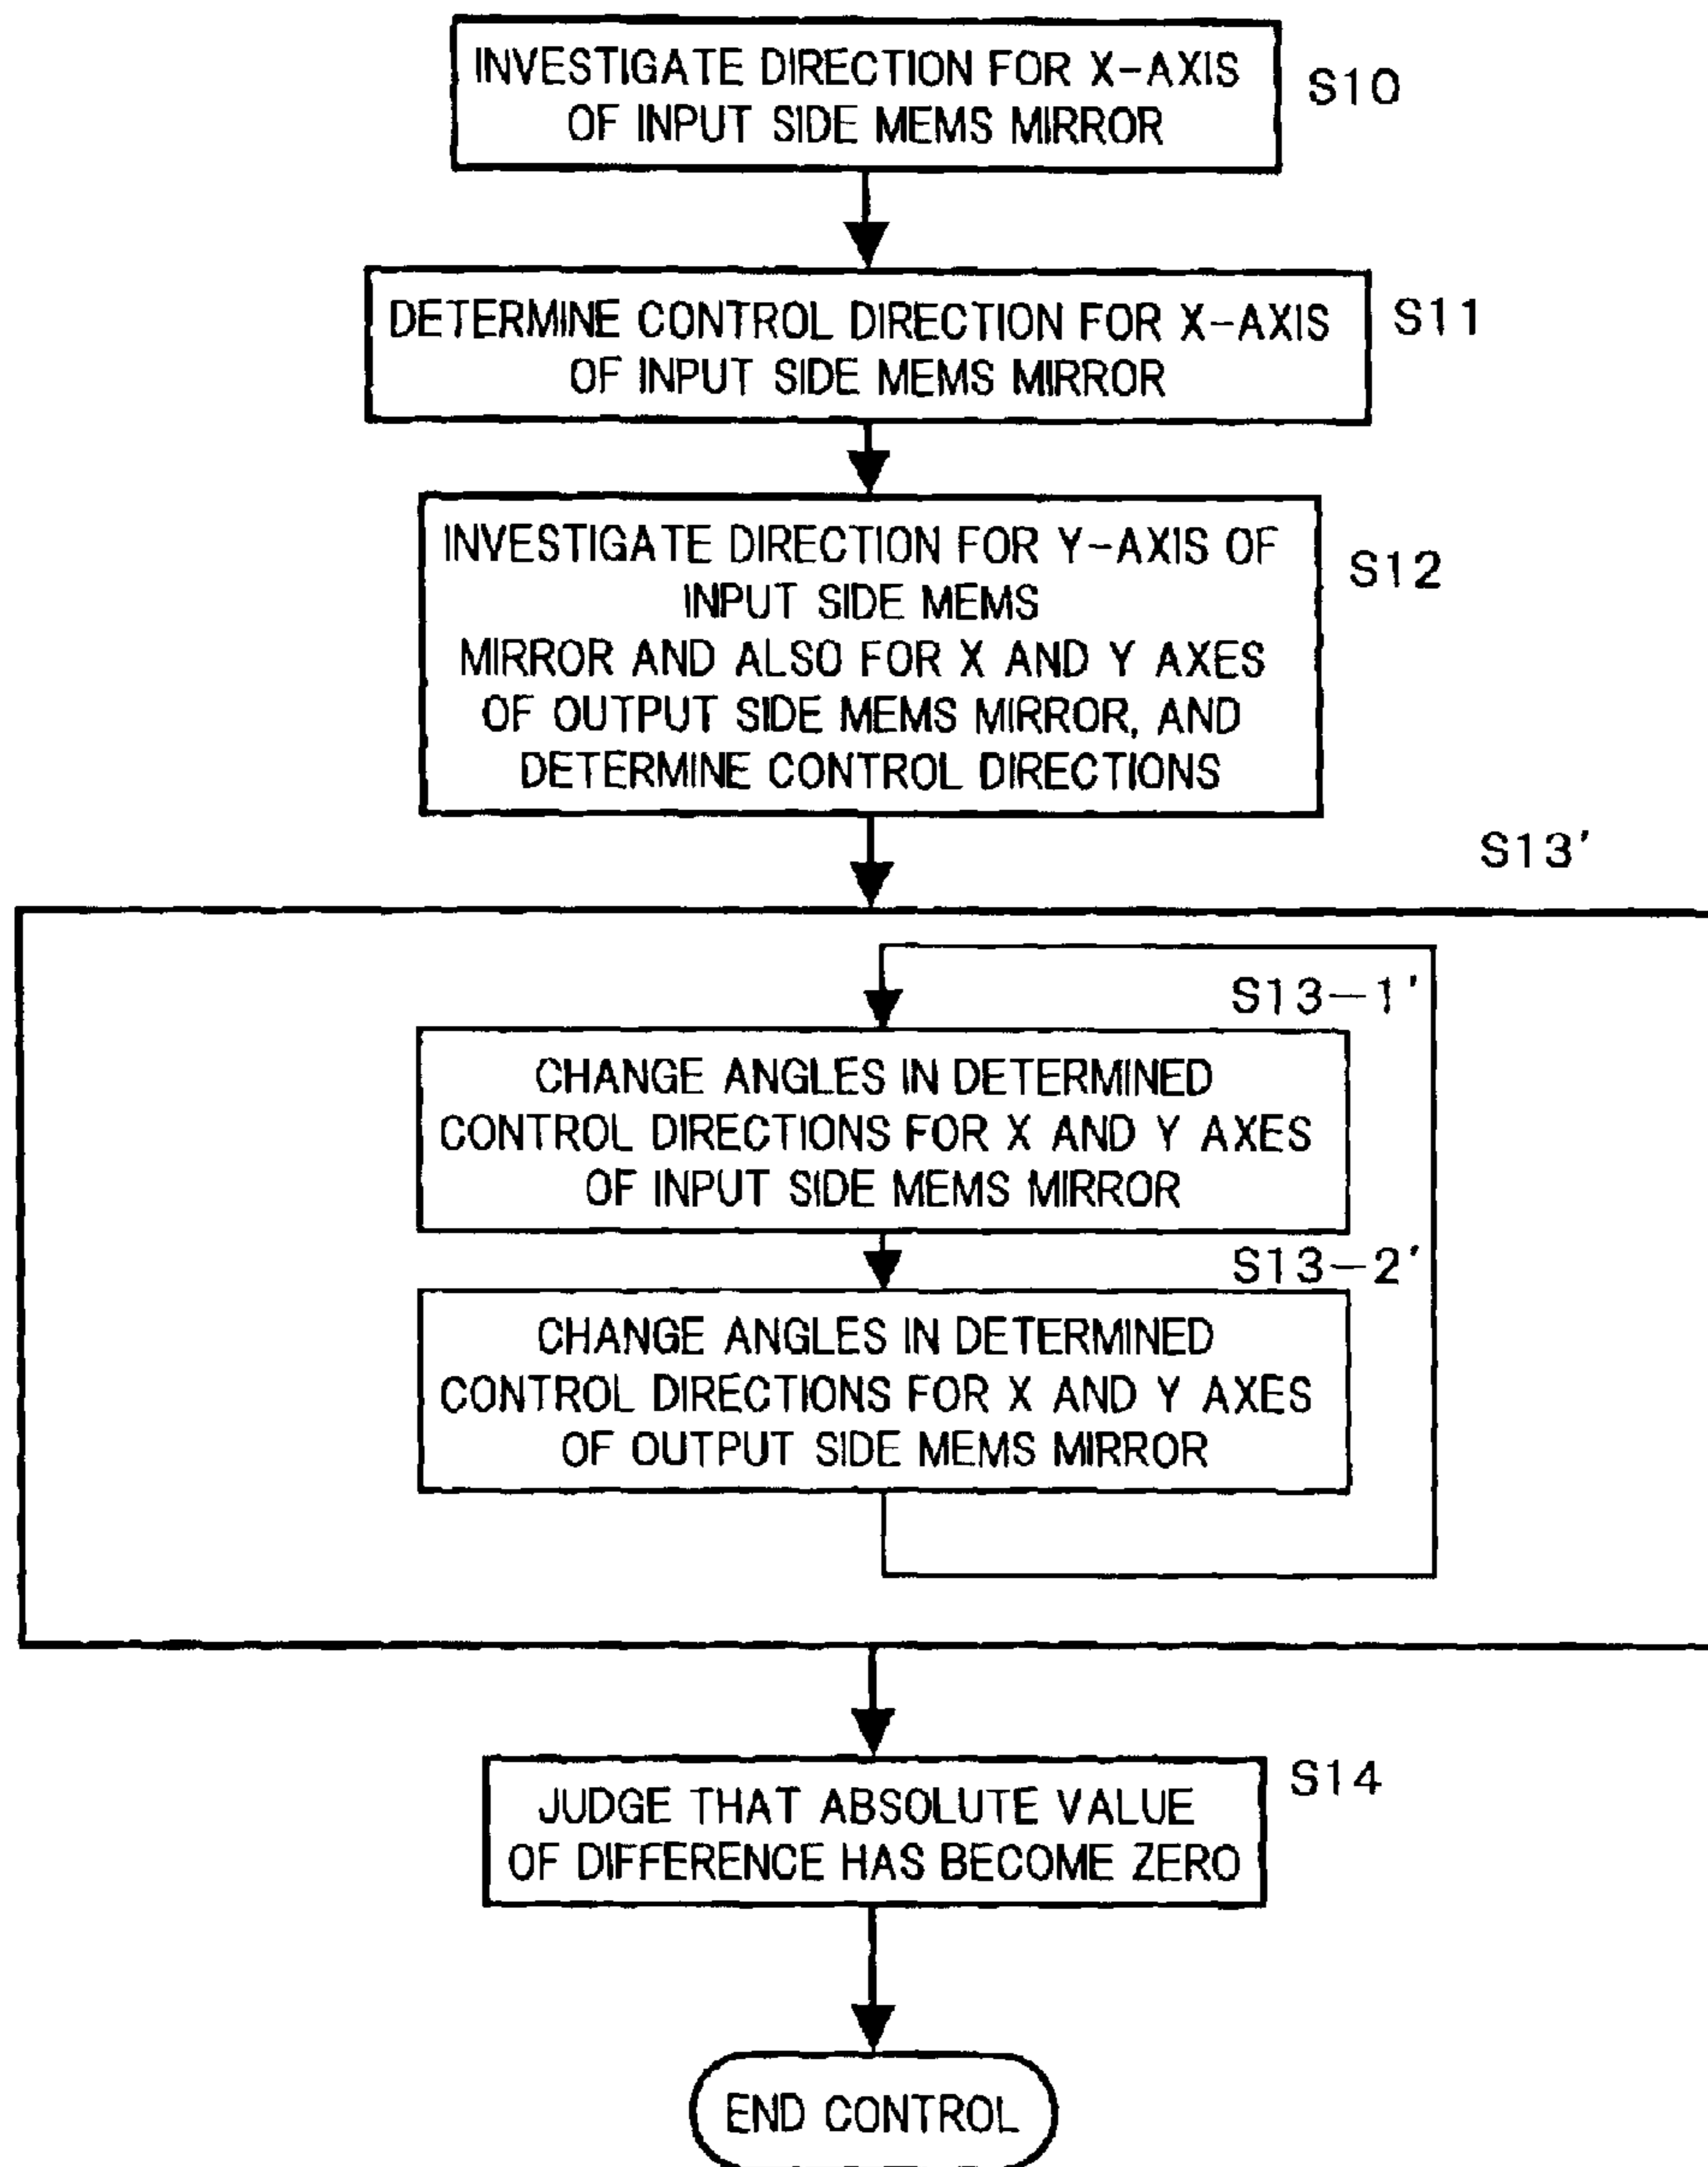 INVESTIGATE DIRECTION FOR X-AXIS
OF INPUT SIDE MEMS MIRROR
S10
DETERMINE CONTROL DIRECTION FOR X-AXIS
OF INPUT SIDE MEMS MIRROR
S11
INVESTIGATE DIRECTION FOR Y-AXIS OF
INPUT SIDE MEMS
MIRROR AND ALSO FOR X AND Y AXES
OF OUTPUT SIDE MEMS MIRROR, AND
DETERMINE CONTROL DIRECTIONS
S12
S13'
S13-1'
CHANGE ANGLES IN DETERMINED
CONTROL DIRECTIONS FOR X AND Y AXES
OF INPUT SIDE MEMS MIRROR
S13-2'
CHANGE ANGLES IN DETERMINED
CONTROL DIRECTIONS FOR X AND Y AXES
OF OUTPUT SIDE MEMS MIRROR
JUDGE THAT ABSOLUTE VALUE
OF DIFFERENCE HAS BECOME ZERO
S14
END CONTROL